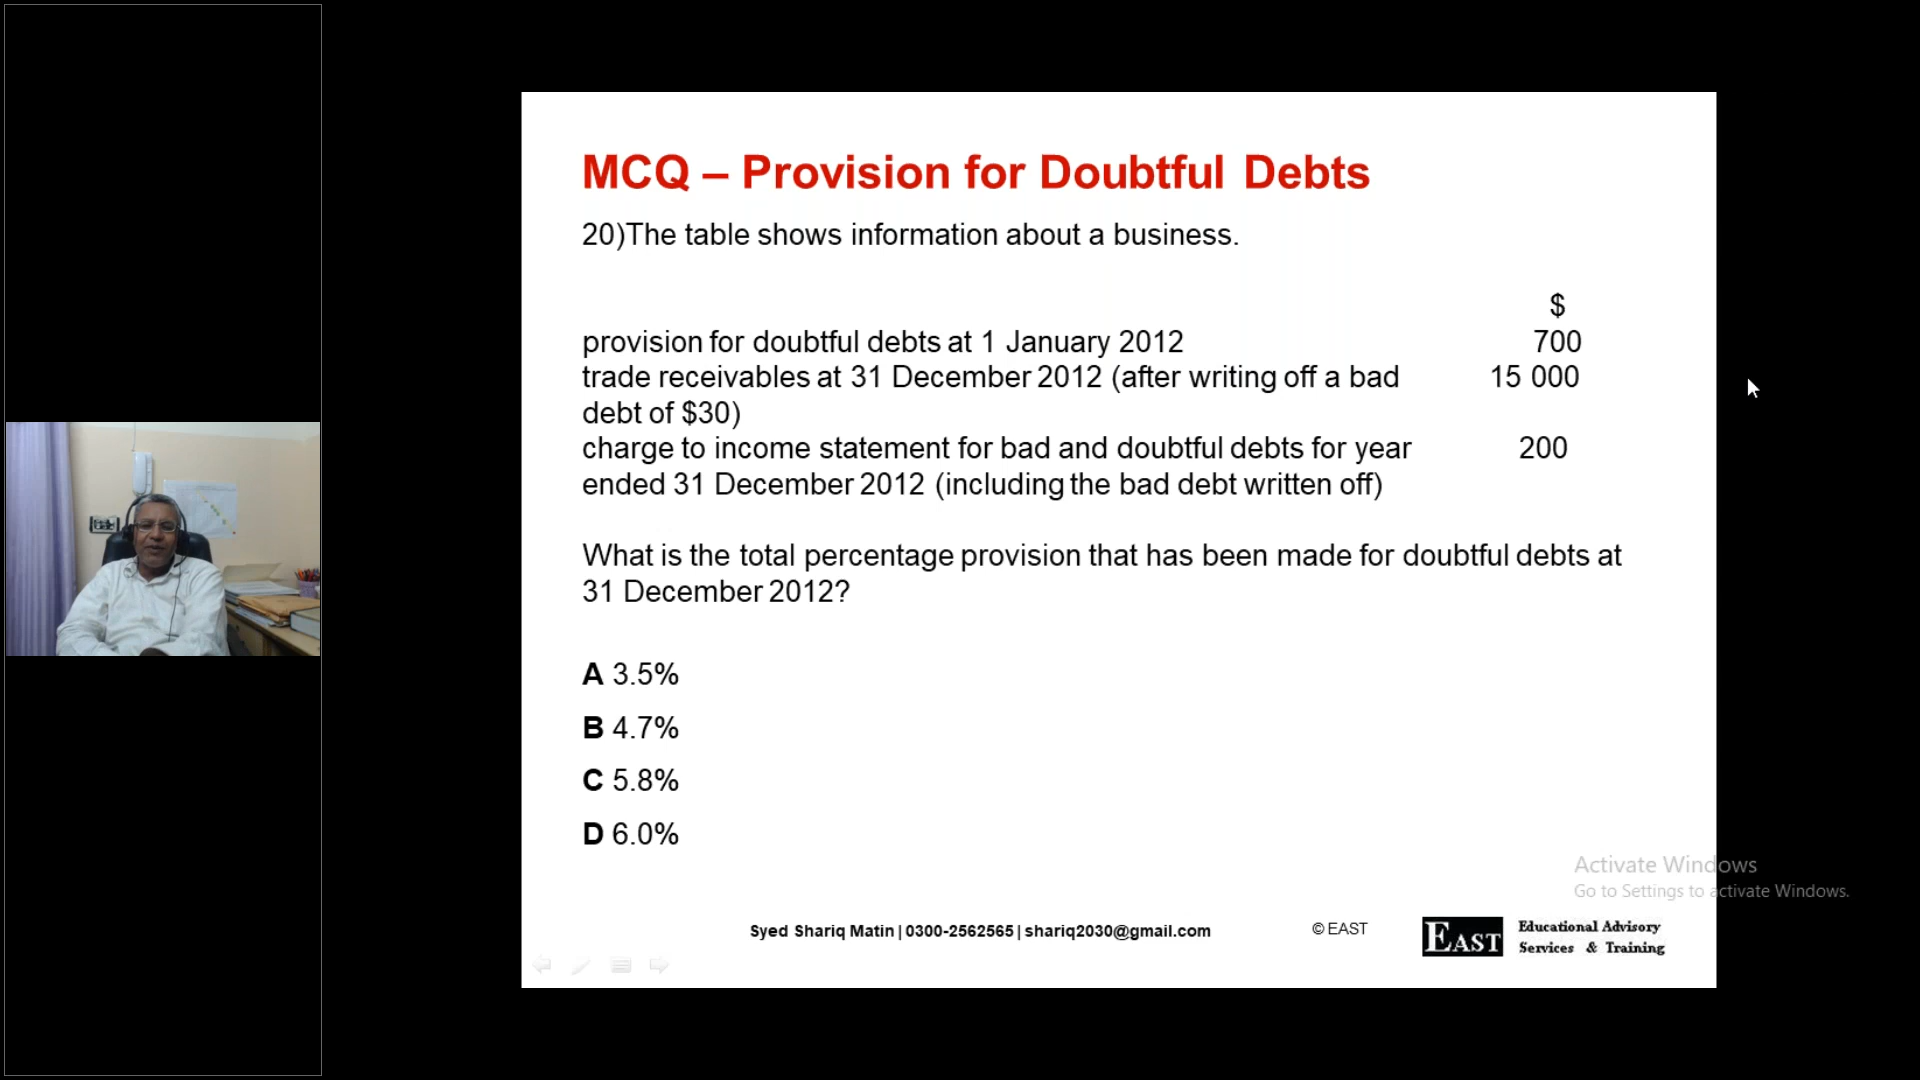 MCQ – Provision for Doubtful Debts
20)The table shows information about a business.
$
provision for doubtful debts at 1 January 2012 700
trade receivables at 31 December 2012 (after writing off a bad 15 000
debt of $30)
charge to income statement for bad and doubtful debts for year 200
ended 31 December 2012 (including the bad debt written off)
What is the total percentage provision that has been made for doubtful debts at
31 December 2012?
A 3.5%
B 4.7%
C 5.8%
D 6.0%
Activate Windows
Go to Settings to activate Windows.
Syed Shariq Matin | 0300-2562565 | shariq2030@gmail.com
© EAST
EAST
Educational Advisory
Services & Training